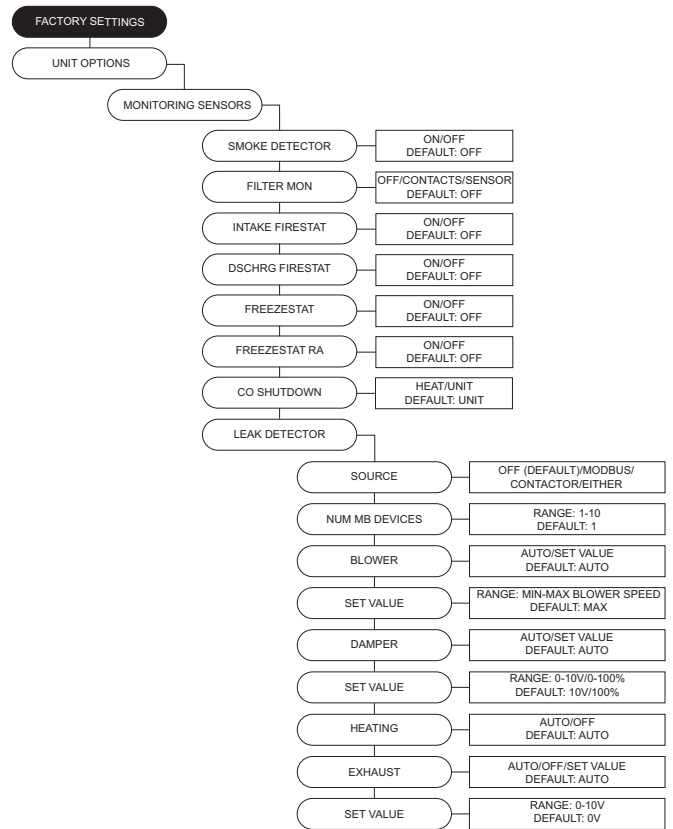 FACTORY SETTINGS
UNIT OPTIONS
MONITORING SENSORS
SMOKE DETECTOR
ON/OFF
DEFAULT: OFF
FILTER MON
OFF/CONTACTS/SENSOR
DEFAULT: OFF
INTAKE FIRESTAT
ON/OFF
DEFAULT: OFF
DSCHRG FIRESTAT
ON/OFF
DEFAULT: OFF
FREEZESTAT
ON/OFF
DEFAULT: OFF
FREEZESTAT RA
ON/OFF
DEFAULT: OFF
CO SHUTDOWN
HEAT/UNIT
DEFAULT: UNIT
LEAK DETECTOR
SOURCE
OFF (DEFAULT)/MODBUS/
CONTACTOR/EITHER
NUM MB DEVICES
RANGE: 1-10
DEFAULT: 1
BLOWER
AUTO/SET VALUE
DEFAULT: AUTO
SET VALUE
RANGE: MIN-MAX BLOWER SPEED
DEFAULT: MAX
DAMPER
AUTO/SET VALUE
DEFAULT: AUTO
SET VALUE
RANGE: 0-10V/0-100%
DEFAULT: 10V/100%
HEATING
AUTO/OFF
DEFAULT: AUTO
EXHAUST
AUTO/OFF/SET VALUE
DEFAULT: AUTO
SET VALUE
RANGE: 0-10V
DEFAULT: 0V